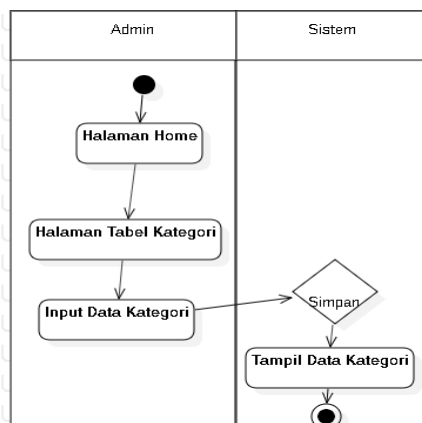 Admin
Sistem
Halaman Home
Halaman Tabel Kategori
Input Data Kategori
Simpan
Tampil Data Kategori